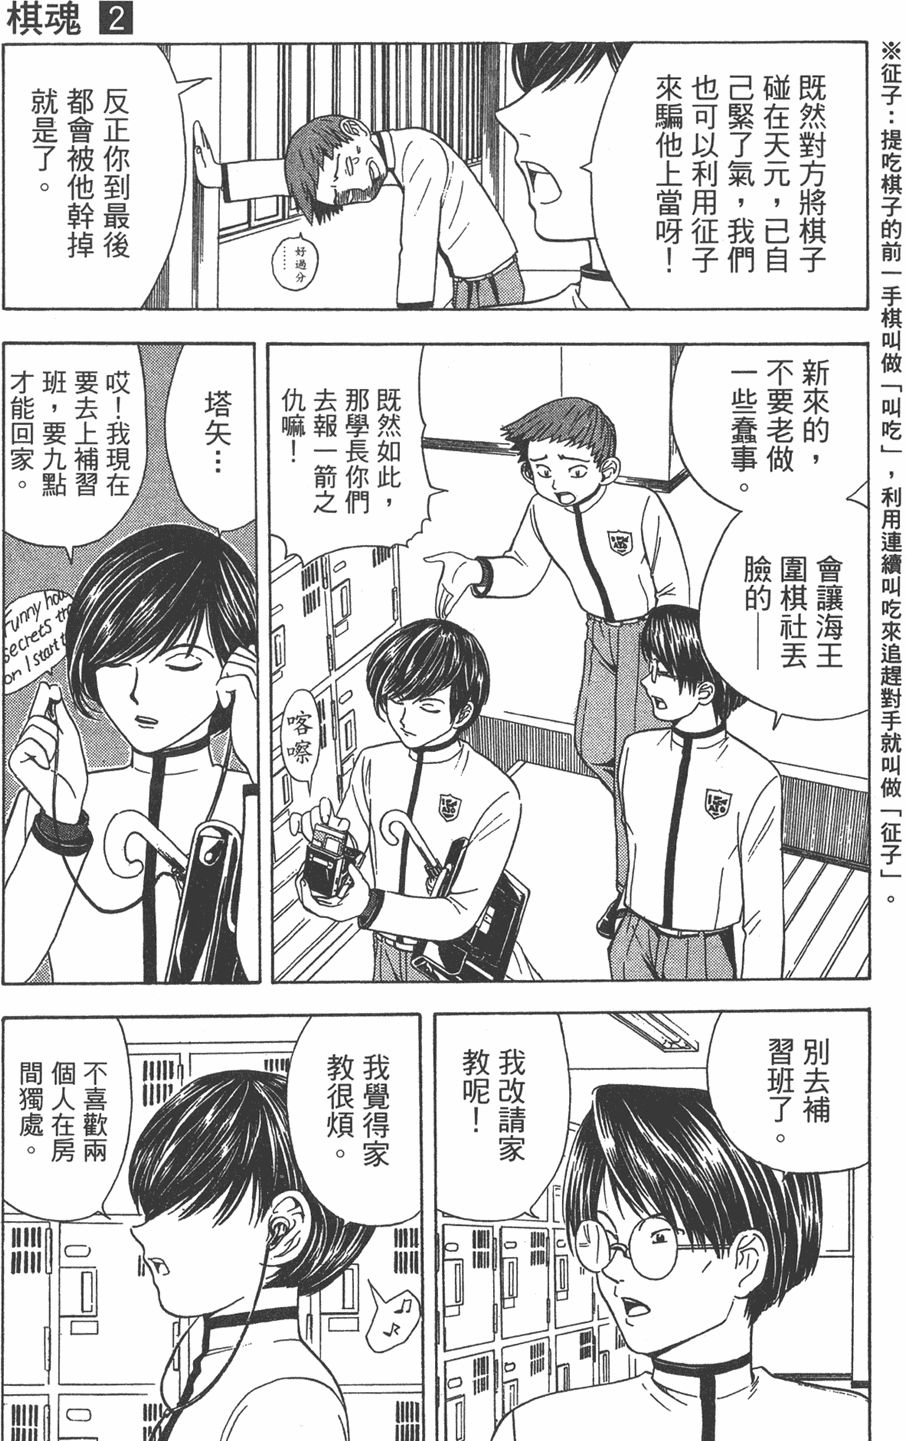 棋魂 2
※征子：提吃棋子的前一手棋叫做「叫吃」，利用連續叫吃來追趕對手就叫做「征子」。
既然對方將棋子
碰在天元，已自
己緊了氣，我們
也可以利用征子
來騙他上當呀！
好過分
……
反正你到最後
都會被他幹掉
就是了。
新來的，
不要老做
一些蠢事。
會讓海王
圍棋社丟
臉的──
既然如此，
那學長你們
去報一箭之
仇嘛！
喀嚓
塔矢…
哎！我現在
要去上補習
班，要九點
才能回家。
Funny hou
secrets th
on I start t
別去補
習班了。
我改請家
教呢！
我覺得家
教很煩。
不喜歡兩
個人在房
間獨處。